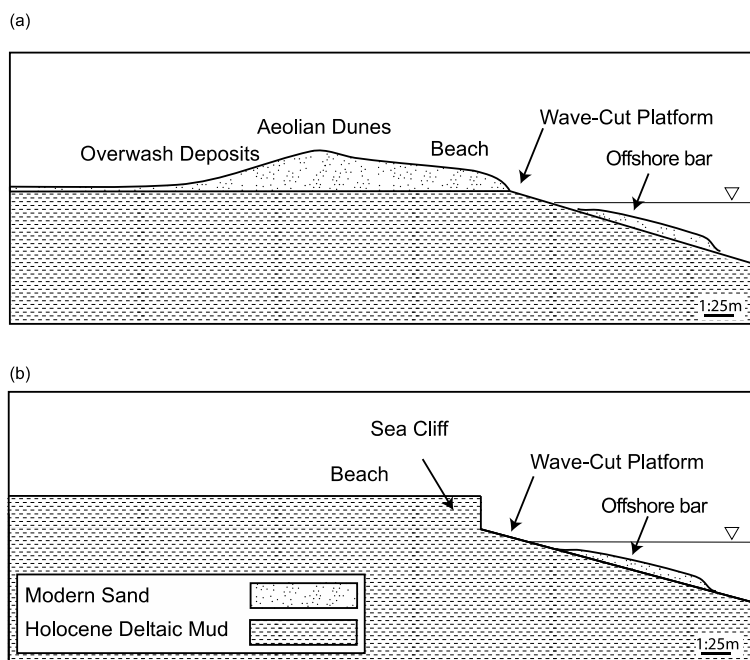 (a)
Aeolian Dunes
Wave-Cut Platform
Overwash Deposits
Beach
Offshore bar
1:25m
(b)
Sea Cliff
Beach
Wave-Cut Platform
Offshore bar
Modern Sand
Holocene Deltaic Mud
1:25m